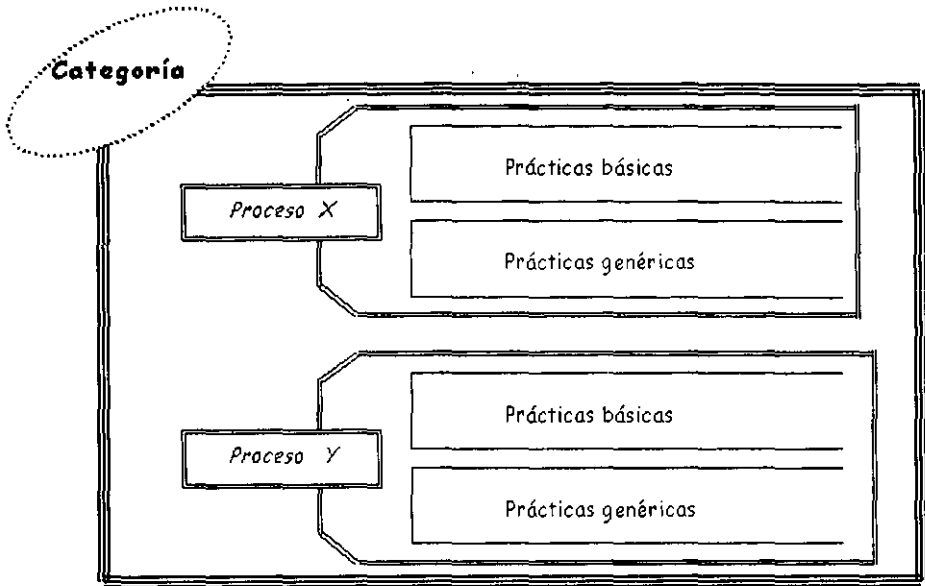 Categoría
Prácticas básicas
Proceso X
Prácticas genéricas
Prácticas básicas
Proceso Y
Prácticas genéricas